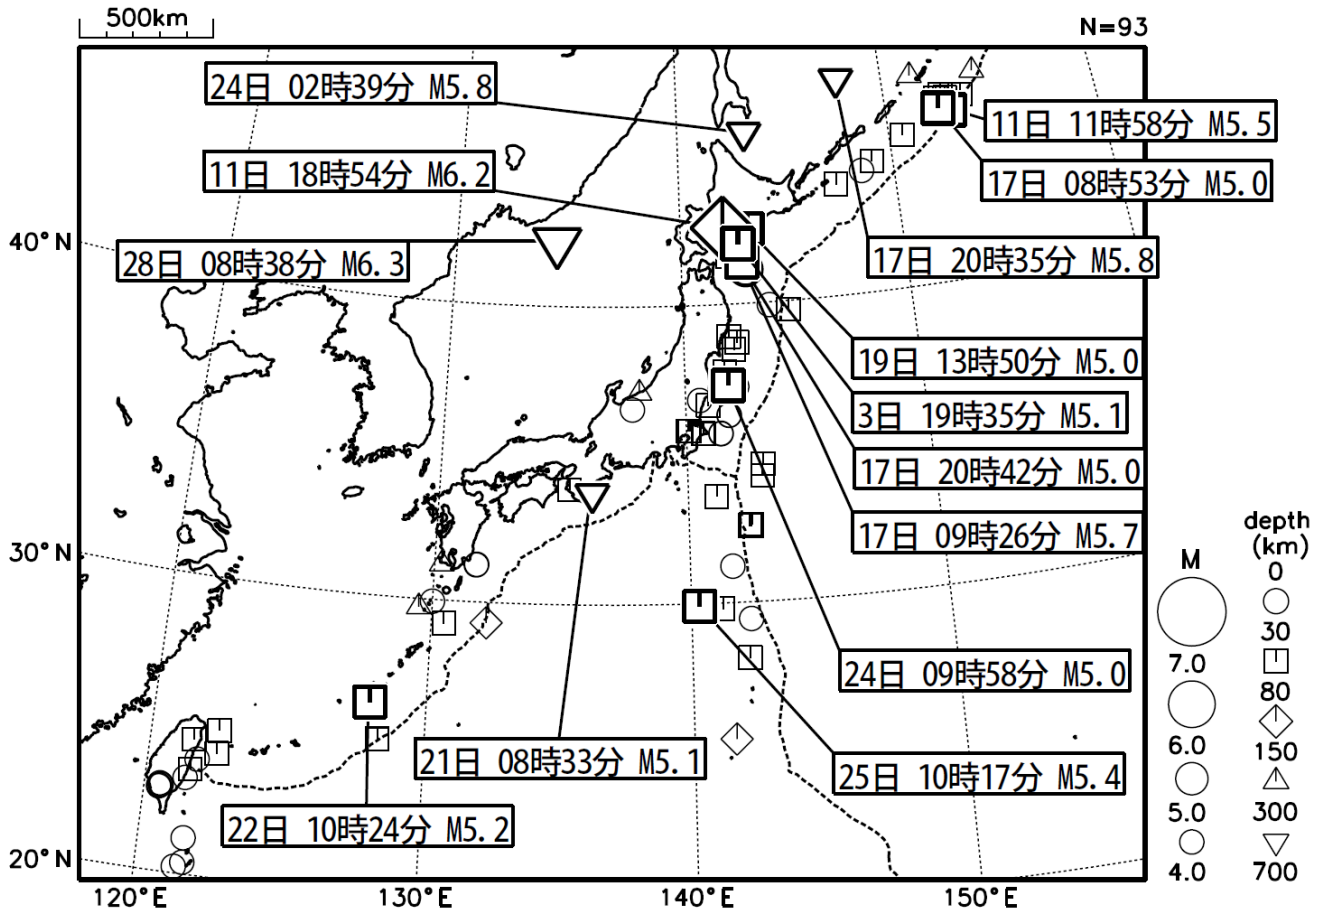 500km
N=93
24日 02時39分 M5.8
11日 11時58分 M5.5
11日 18時54分 M6.2
17日 08時53分 M5.0
40°N
28日 08時38分 M6.3
17日 20時35分 M5.8
19日 13時50分 M5.0
3日 19時35分 M5.1
17日 20時42分 M5.0
17日 09時26分 M5.7
30°N
24日 09時58分 M5.0
21日 08時33分 M5.1
25日 10時17分 M5.4
22日 10時24分 M5.2
20°N
120°E
130°E
140°E
150°E
M
7.0
6.0
5.0
4.0
depth
(km)
0
30
80
150
300
700